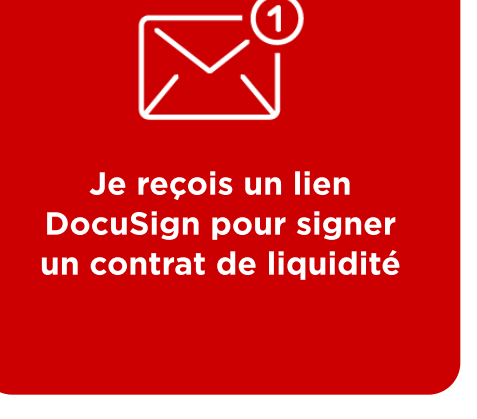 1
Je reçois un lien
DocuSign pour signer
un contrat de liquidité